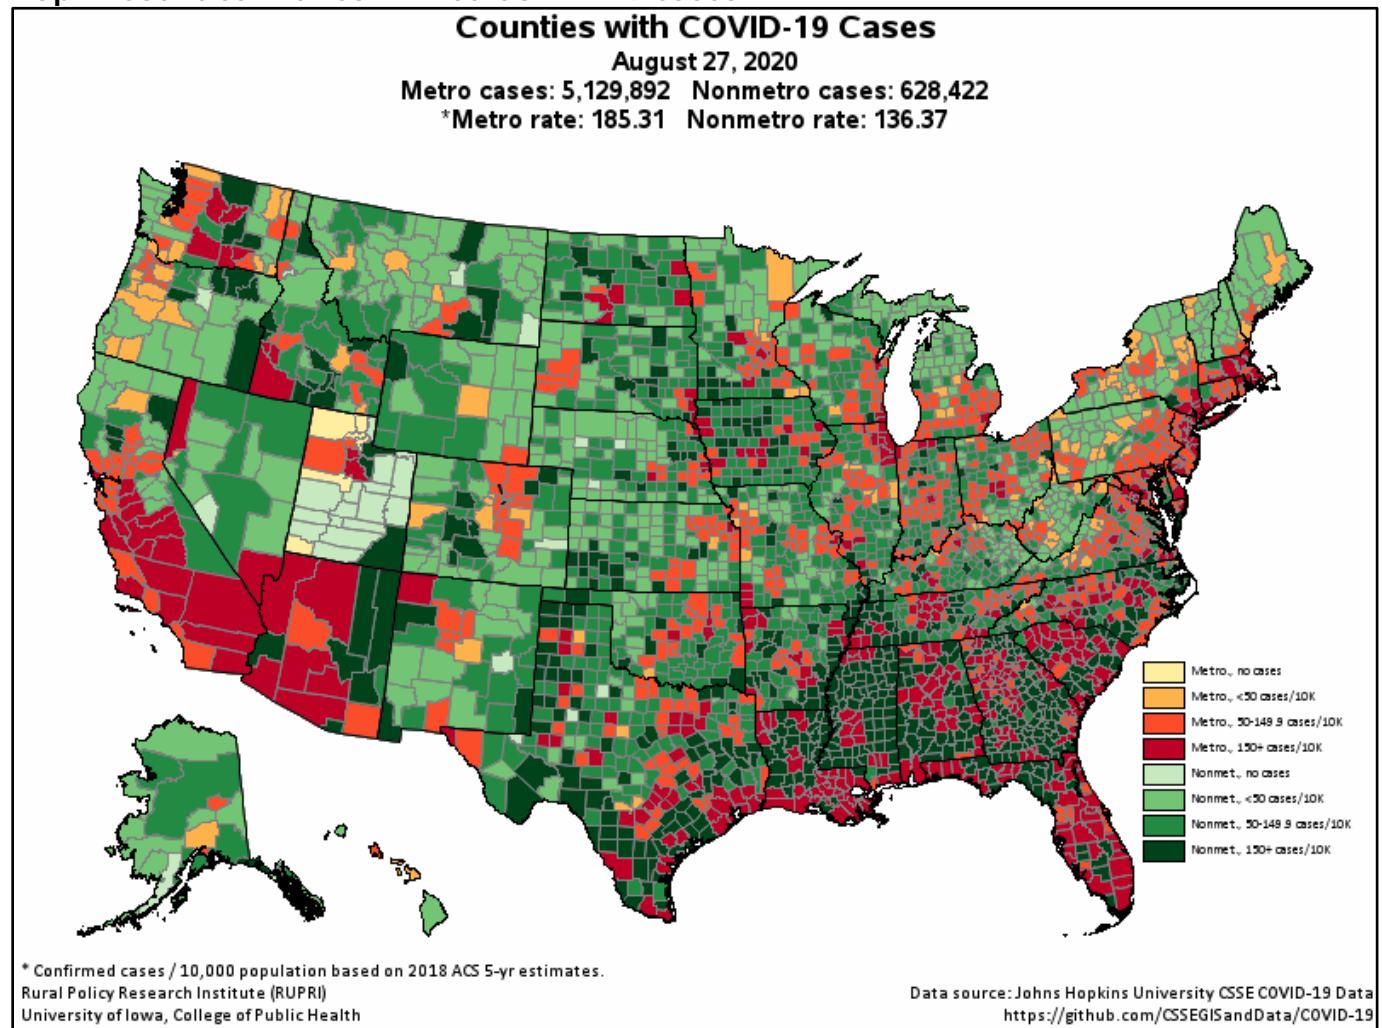 Counties with COVID-19 Cases
August 27, 2020
Metro cases: 5,129,892   Nonmetro cases: 628,422
*Metro rate: 185.31   Nonmetro rate: 136.37
Metro., no cases
Metro., <50 cases/10K
Metro., 50-149.9 cases/10K
Metro., 150+ cases/10K
Nonmet., no cases
Nonmet., <50 cases/10K
Nonmet., 50-149.9 cases/10K
Nonmet., 150+ cases/10K
* Confirmed cases / 10,000 population based on 2018 ACS 5-yr estimates.
Rural Policy Research Institute (RUPRI)
University of Iowa, College of Public Health
Data source: Johns Hopkins University CSSE COVID-19 Data
https://github.com/CSSEGISandData/COVID-19